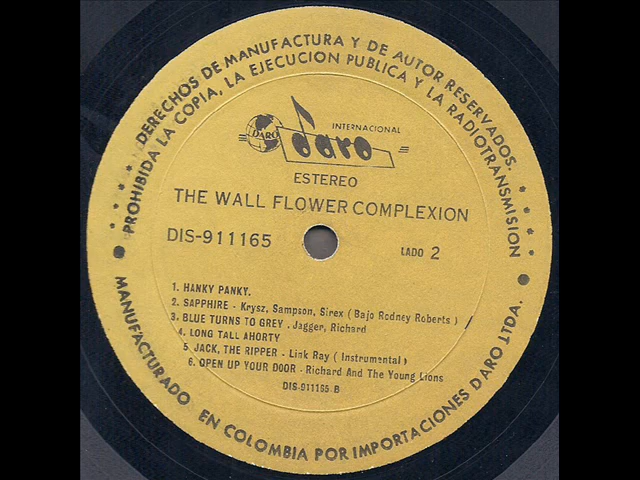 DERECHOS DE MANUFACTURA Y DE AUTOR RESERVADOS.
PROHIBIDA LA COPIA, LA EJECUCION PUBLICA Y LA RADIOTRANSMISION
DARO
INTERNACIONAL
daro
ESTEREO
THE WALL FLOWER COMPLEXION
DIS-911165
LADO 2
1. HANKY PANKY.
2. SAPPHIRE - Krysz, Sampson, Sirex ( Bajo Rodney Roberts )
3. BLUE TURNS TO GREY . Jagger, Richard
4. LONG TALL AHORTY
5. JACK, THE RIPPER - Link Ray ( Instrumental )
6. OPEN UP YOUR DOOR - Richard And The Young Lions
DIS-911165-B
MANUFACTURADO EN COLOMBIA POR IMPORTACIONES DARO LTDA.